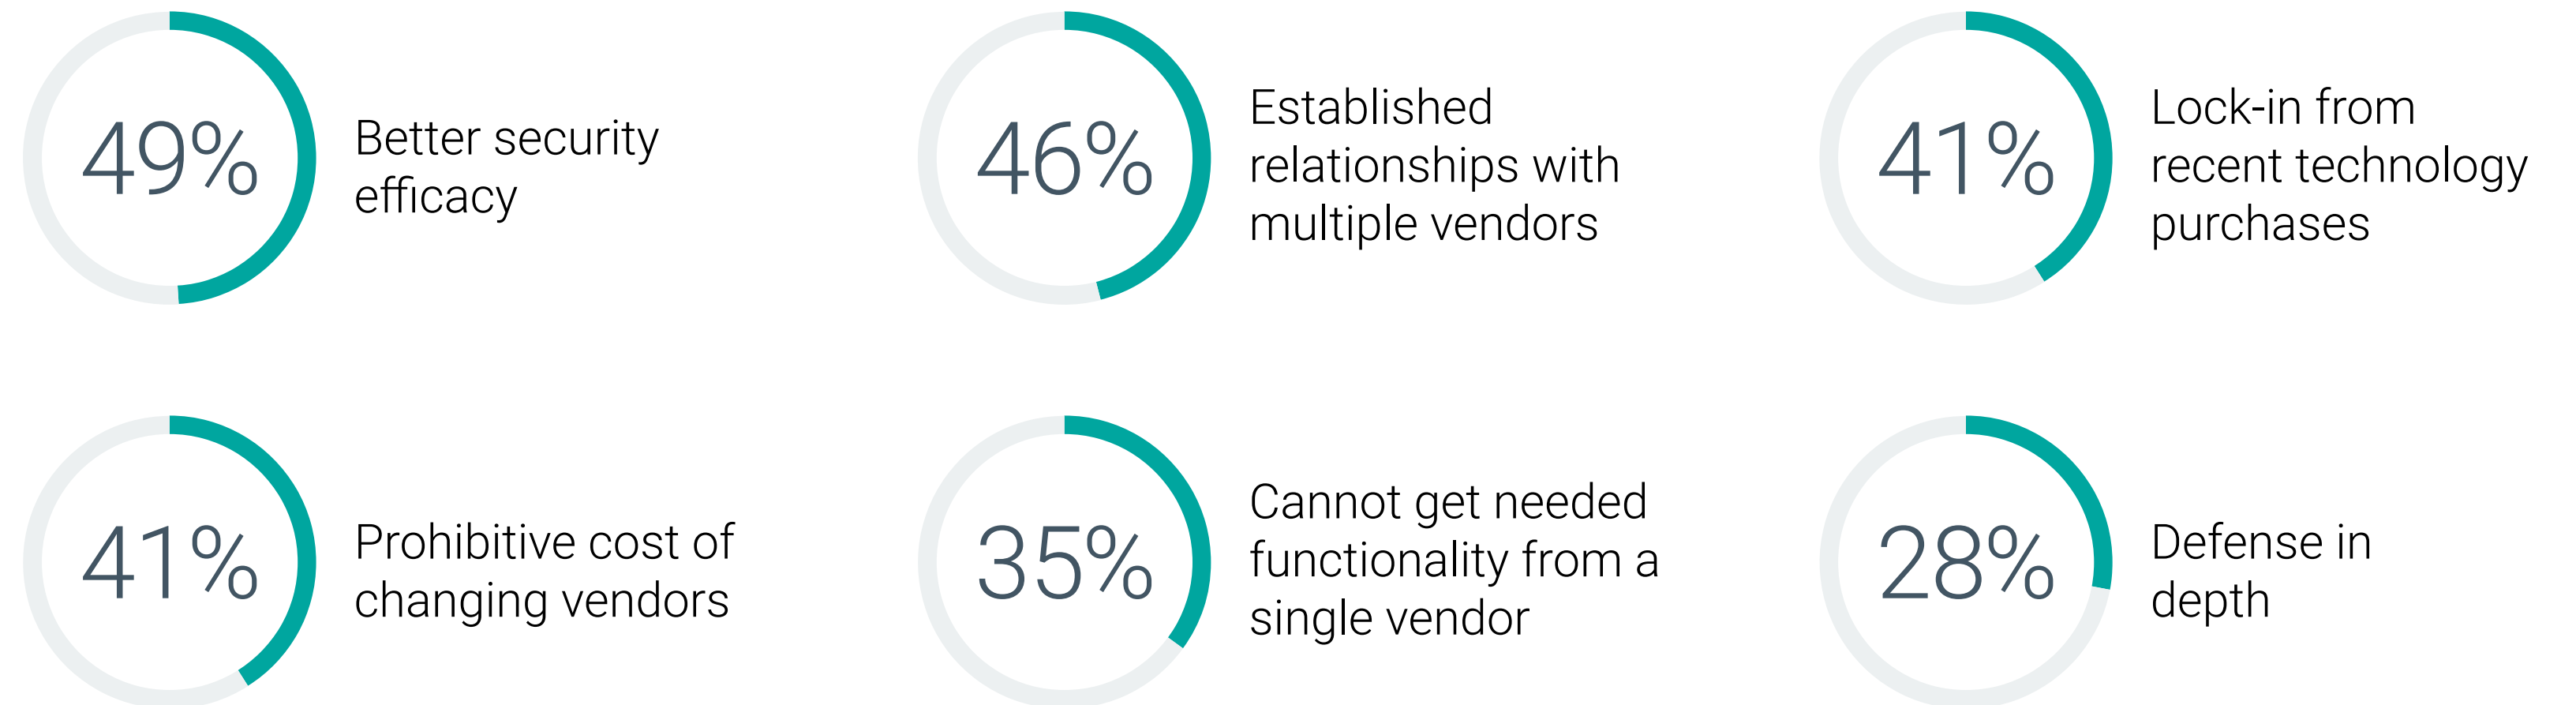 49%
Better security
efficacy
46%
Established
relationships with
multiple vendors
41%
Lock-in from
recent technology
purchases
41%
Prohibitive cost of
changing vendors
35%
Cannot get needed
functionality from a
single vendor
28%
Defense in
depth